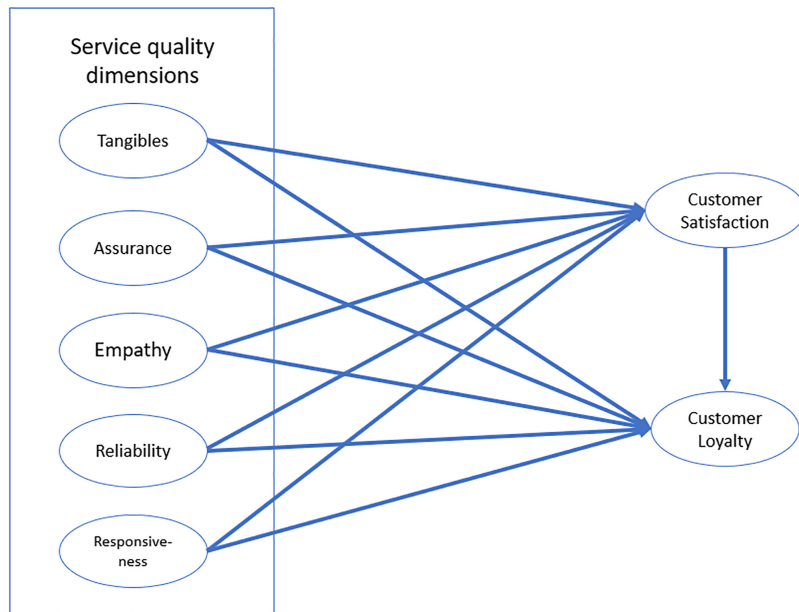 Service quality
dimensions
Tangibles
Assurance
Empathy
Reliability
Responsive-
ness
Customer
Satisfaction
Customer
Loyalty